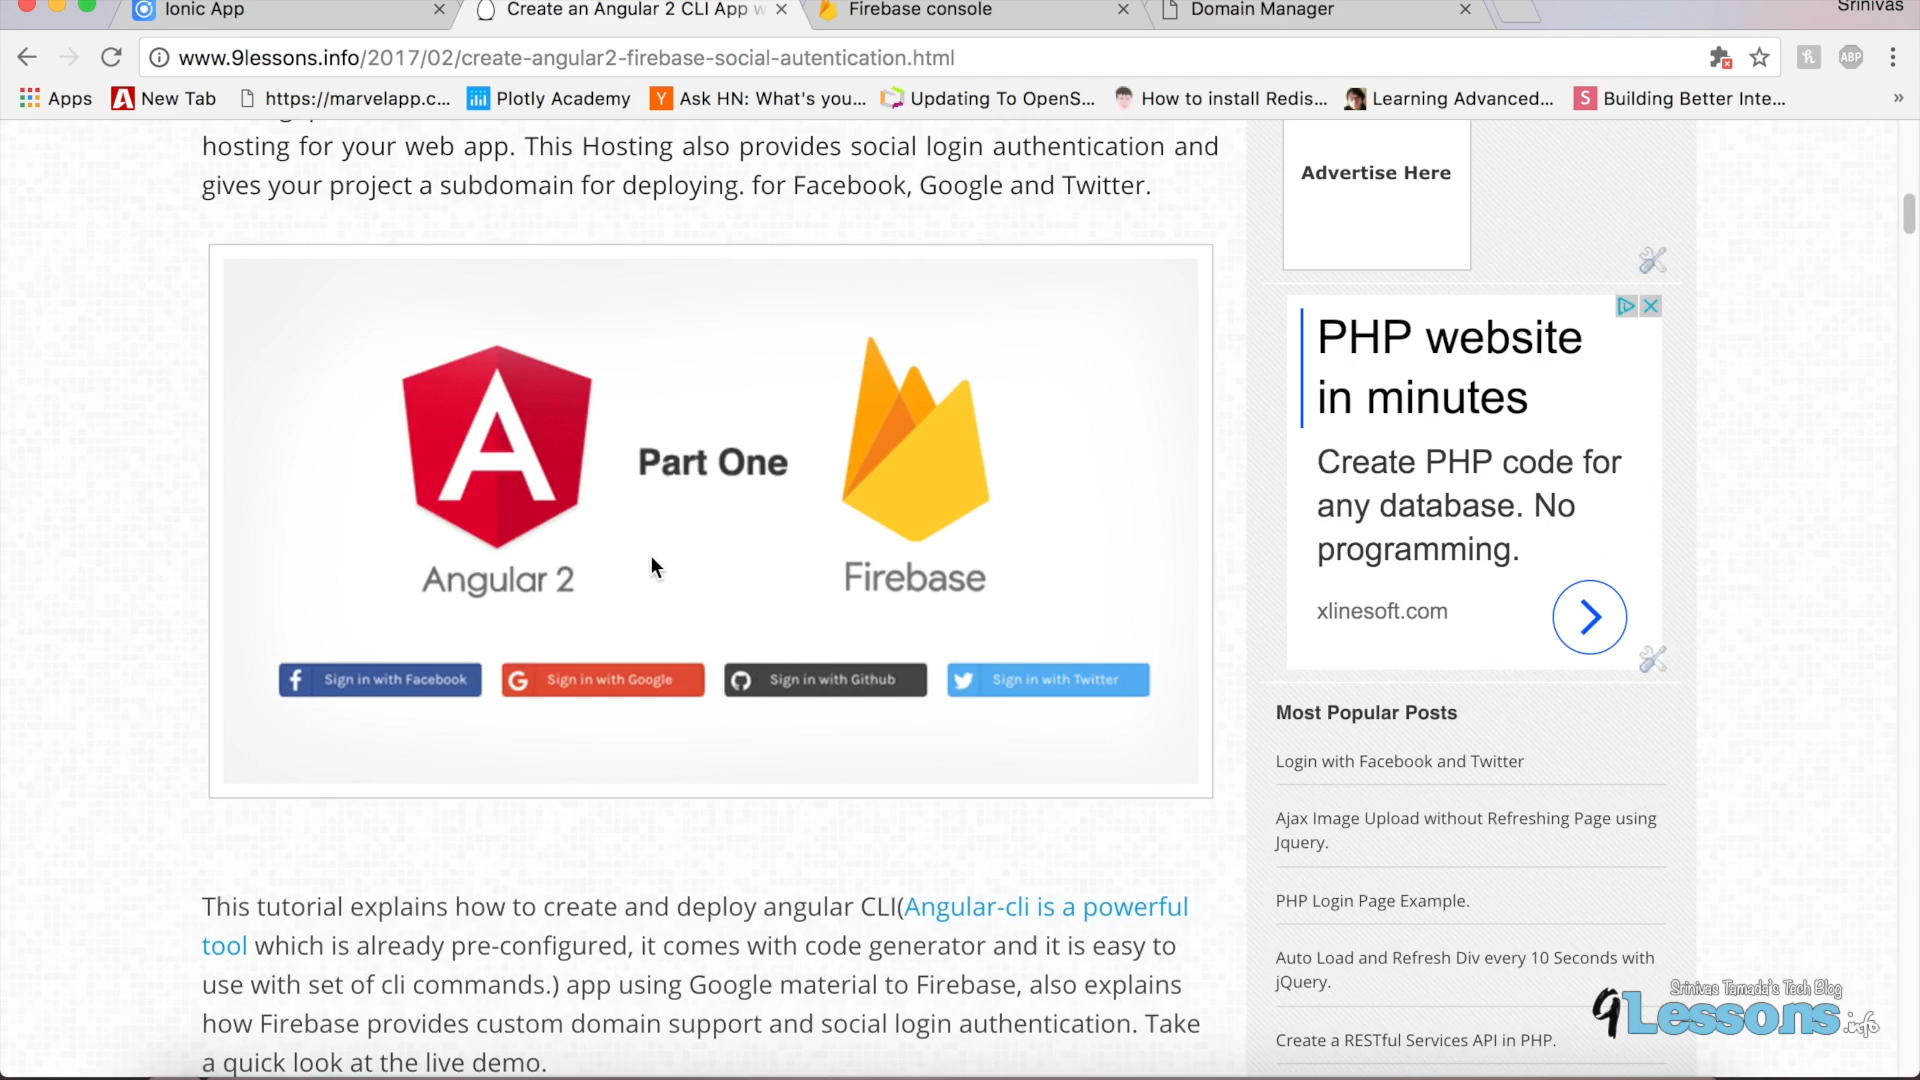 Srinivas
Ionic App
Create an Angular 2 CLI App w
Firebase console
Domain Manager
www.9lessons.info/2017/02/create-angular2-firebase-social-autentication.html
ABP
Apps
New Tab
https://marvelapp.c...
Plotly Academy
Y
Ask HN: What's you...
Updating To OpenS...
How to install Redis...
Learning Advanced...
S
Building Better Inte...
»
hosting for your web app. This Hosting also provides social login authentication and
gives your project a subdomain for deploying. for Facebook, Google and Twitter.
Part One
Angular 2
Firebase
Sign in with Facebook
Sign in with Google
Sign in with Github
Sign in with Twitter
This tutorial explains how to create and deploy angular CLI(Angular-cli is a powerful
tool which is already pre-configured, it comes with code generator and it is easy to
use with set of cli commands.) app using Google material to Firebase, also explains
how Firebase provides custom domain support and social login authentication. Take
a quick look at the live demo.
Advertise Here
PHP website
in minutes
Create PHP code for
any database. No
programming.
xlinesoft.com
Most Popular Posts
Login with Facebook and Twitter
Ajax Image Upload without Refreshing Page using
Jquery.
PHP Login Page Example.
Auto Load and Refresh Div every 10 Seconds with
jQuery.
Create a RESTful Services API in PHP.
Srinivas Tamada's Tech Blog
9Lessons.info